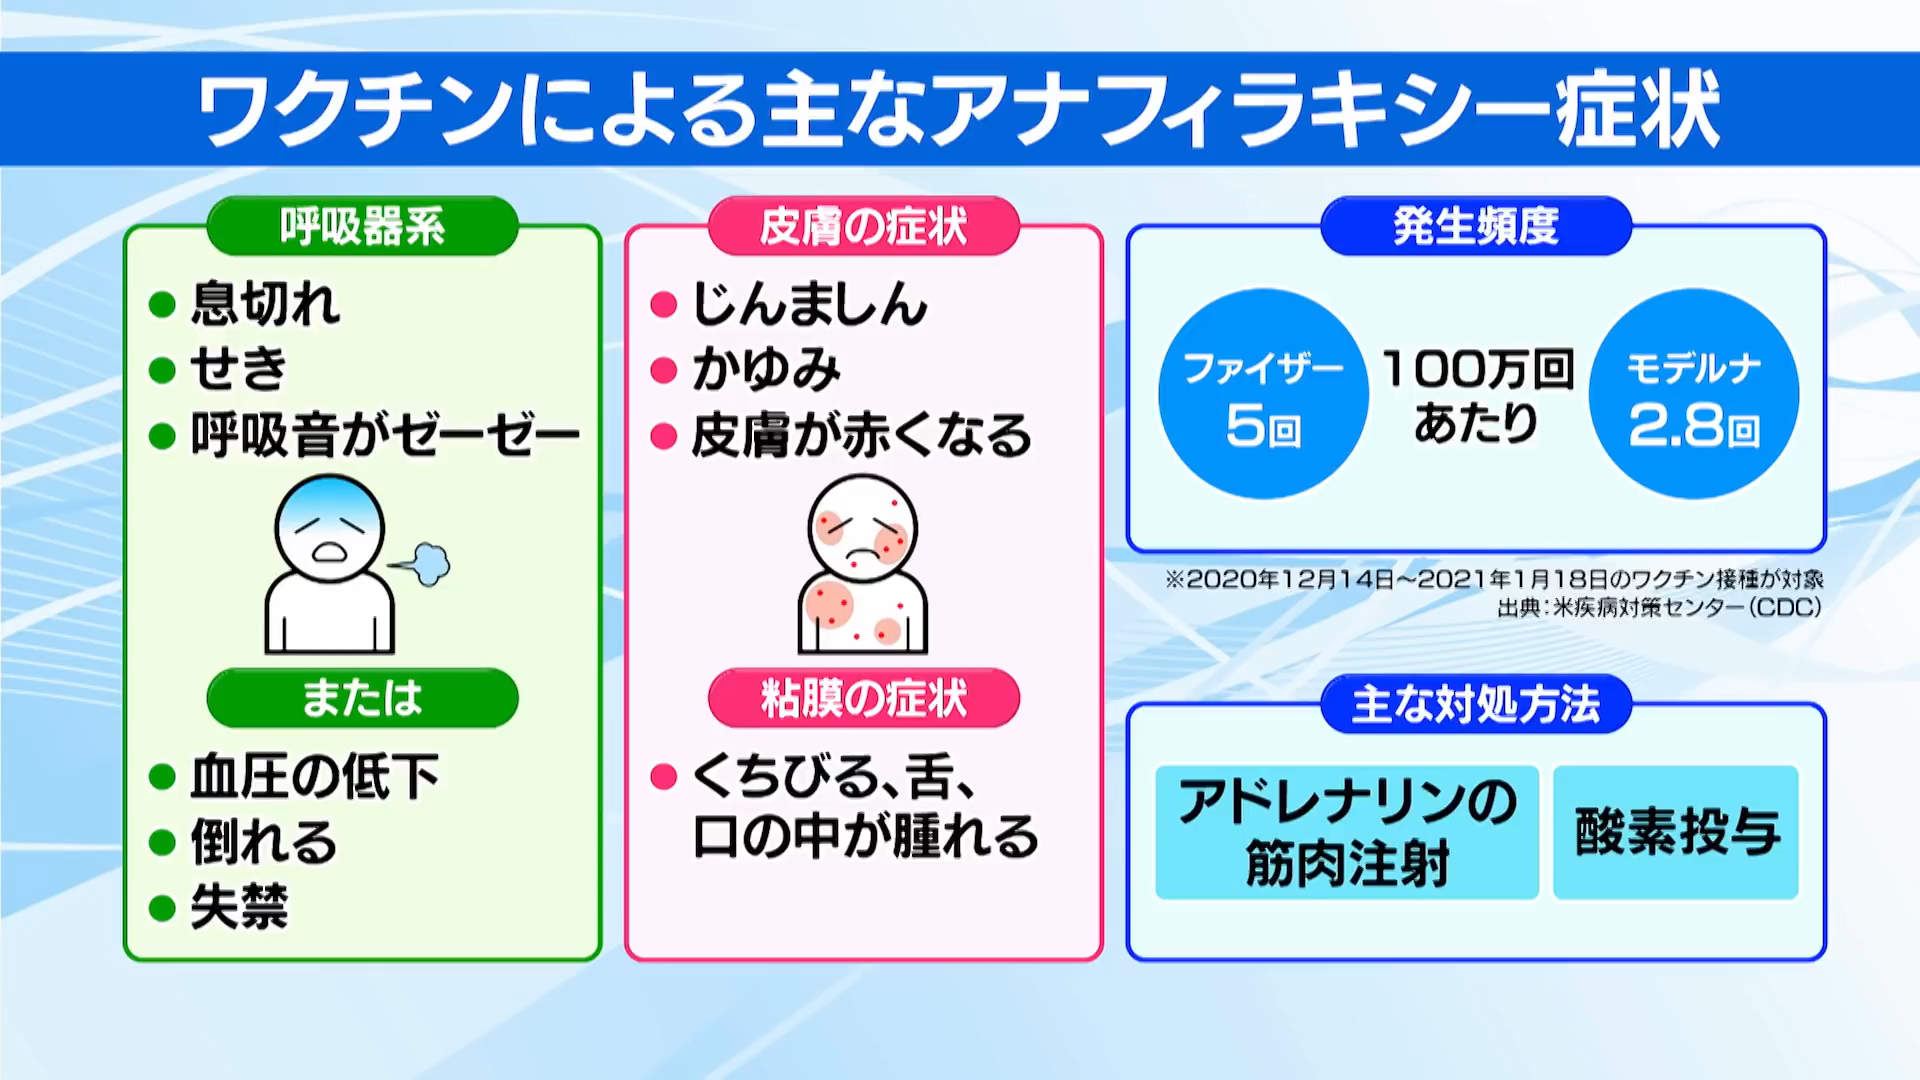 ワクチンによる主なアナフィラキシー症状
呼吸器系
息切れ
せき
呼吸音がゼーゼー
または
血圧の低下
倒れる
失禁
皮膚の症状
じんましん
かゆみ
皮膚が赤くなる
粘膜の症状
くちびる、舌、
口の中が腫れる
発生頻度
ファイザー
5回
100万回
あたり
モデルナ
2.8回
※2020年12月14日～2021年1月18日のワクチン接種が対象
出典：米疾病対策センター（CDC）
主な対処方法
アドレナリンの
筋肉注射
酸素投与